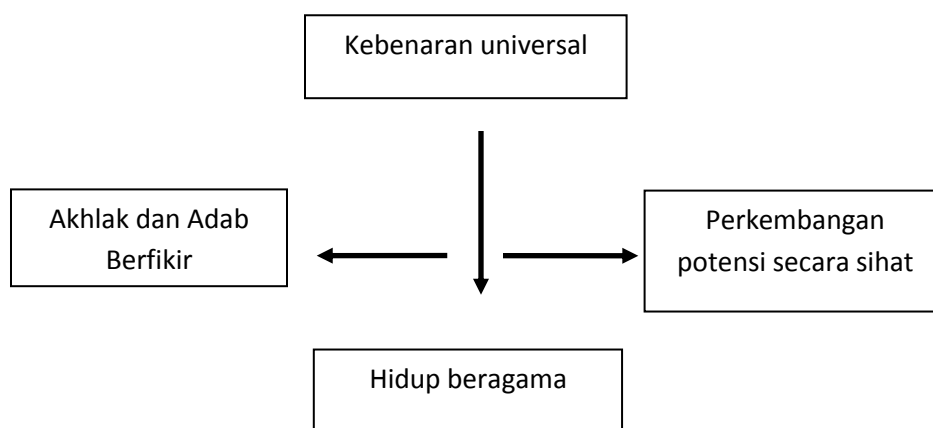 Kebenaran universal
Akhlak dan Adab
Berfikir
Perkembangan
potensi secara sihat
Hidup beragama